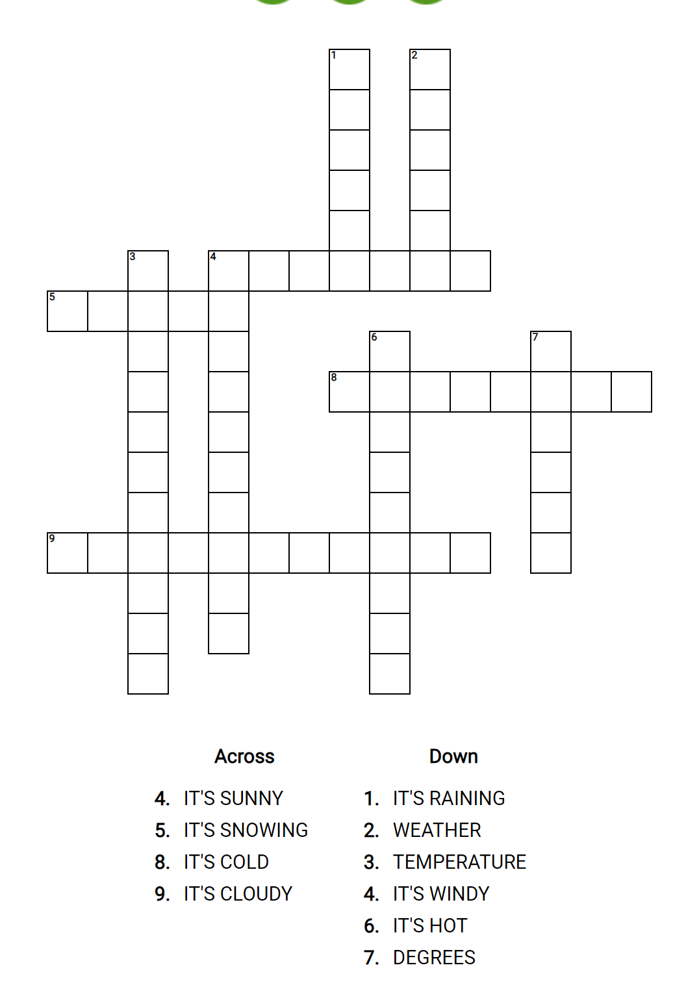 1
2
3
4
5
6
7
8
9
Across
4. IT'S SUNNY
5. IT'S SNOWING
8. IT'S COLD
9. IT'S CLOUDY
Down
1. IT'S RAINING
2. WEATHER
3. TEMPERATURE
4. IT'S WINDY
6. IT'S HOT
7. DEGREES